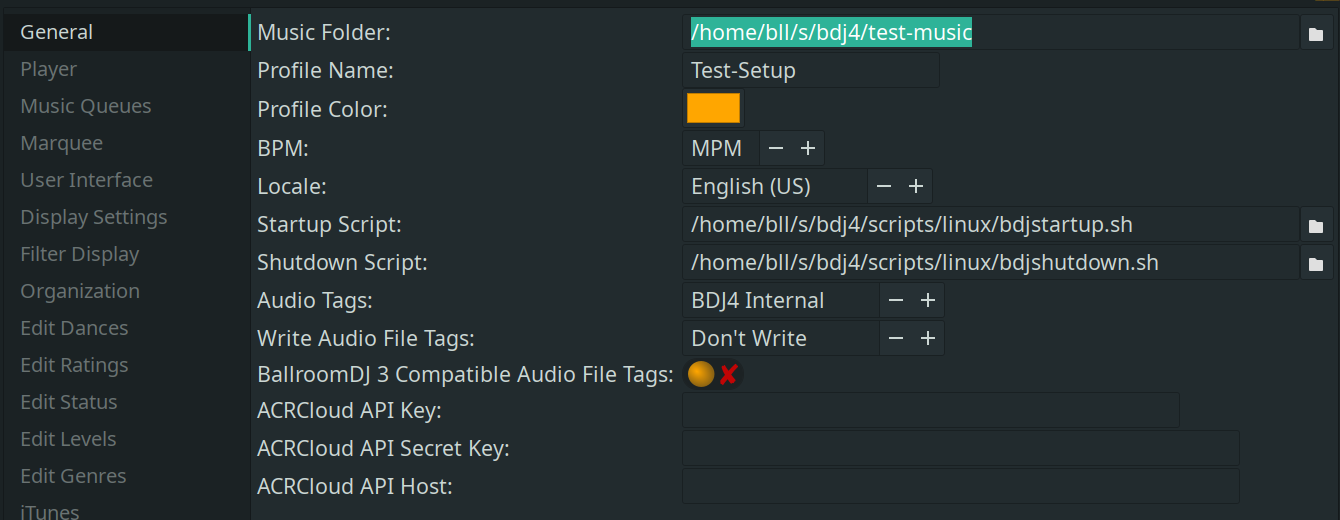 General
Player
Music Queues
Marquee
User Interface
Display Settings
Filter Display
Organization
Edit Dances
Edit Ratings
Edit Status
Edit Levels
Edit Genres
iTunes
Music Folder: /home/bll/s/bdj4/test-music
Profile Name: Test-Setup
Profile Color:
BPM: MPM
Locale: English (US)
Startup Script: /home/bll/s/bdj4/scripts/linux/bdjstartup.sh
Shutdown Script: /home/bll/s/bdj4/scripts/linux/bdjshutdown.sh
Audio Tags: BDJ4 Internal
Write Audio File Tags: Don't Write
BallroomDJ 3 Compatible Audio File Tags:
ACRCloud API Key:
ACRCloud API Secret Key:
ACRCloud API Host: